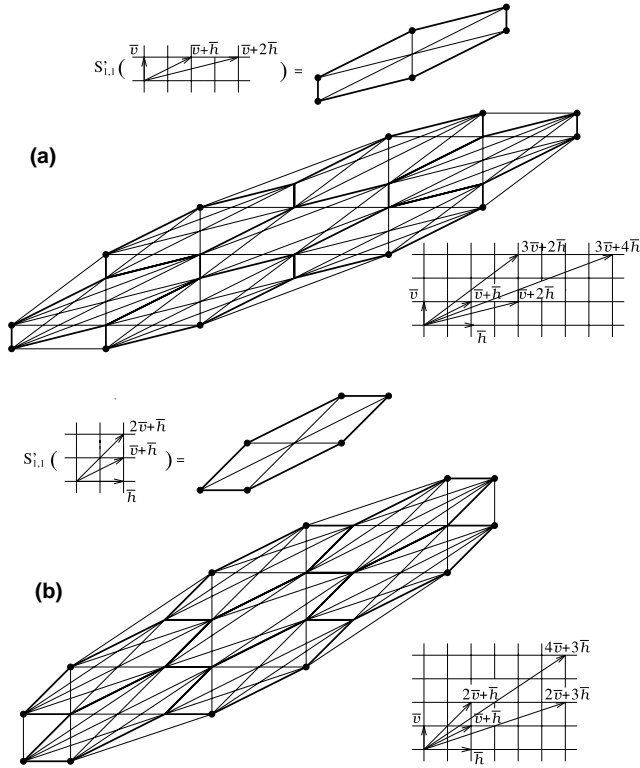 v̅ v̅+h̅ v̅+2h̅
S'1,1( ) =
(a)
3v̅+2h̅ 3v̅+4h̅
v̅ v̅+h̅ v̅+2h̅
h̅
2v̅+h̅
v̅+h̅
S'1,1 ( ) =
h̅
(b)
4v̅+3h̅
2v̅+h̅ 2v̅+3h̅
v̅ v̅+h̅
h̅